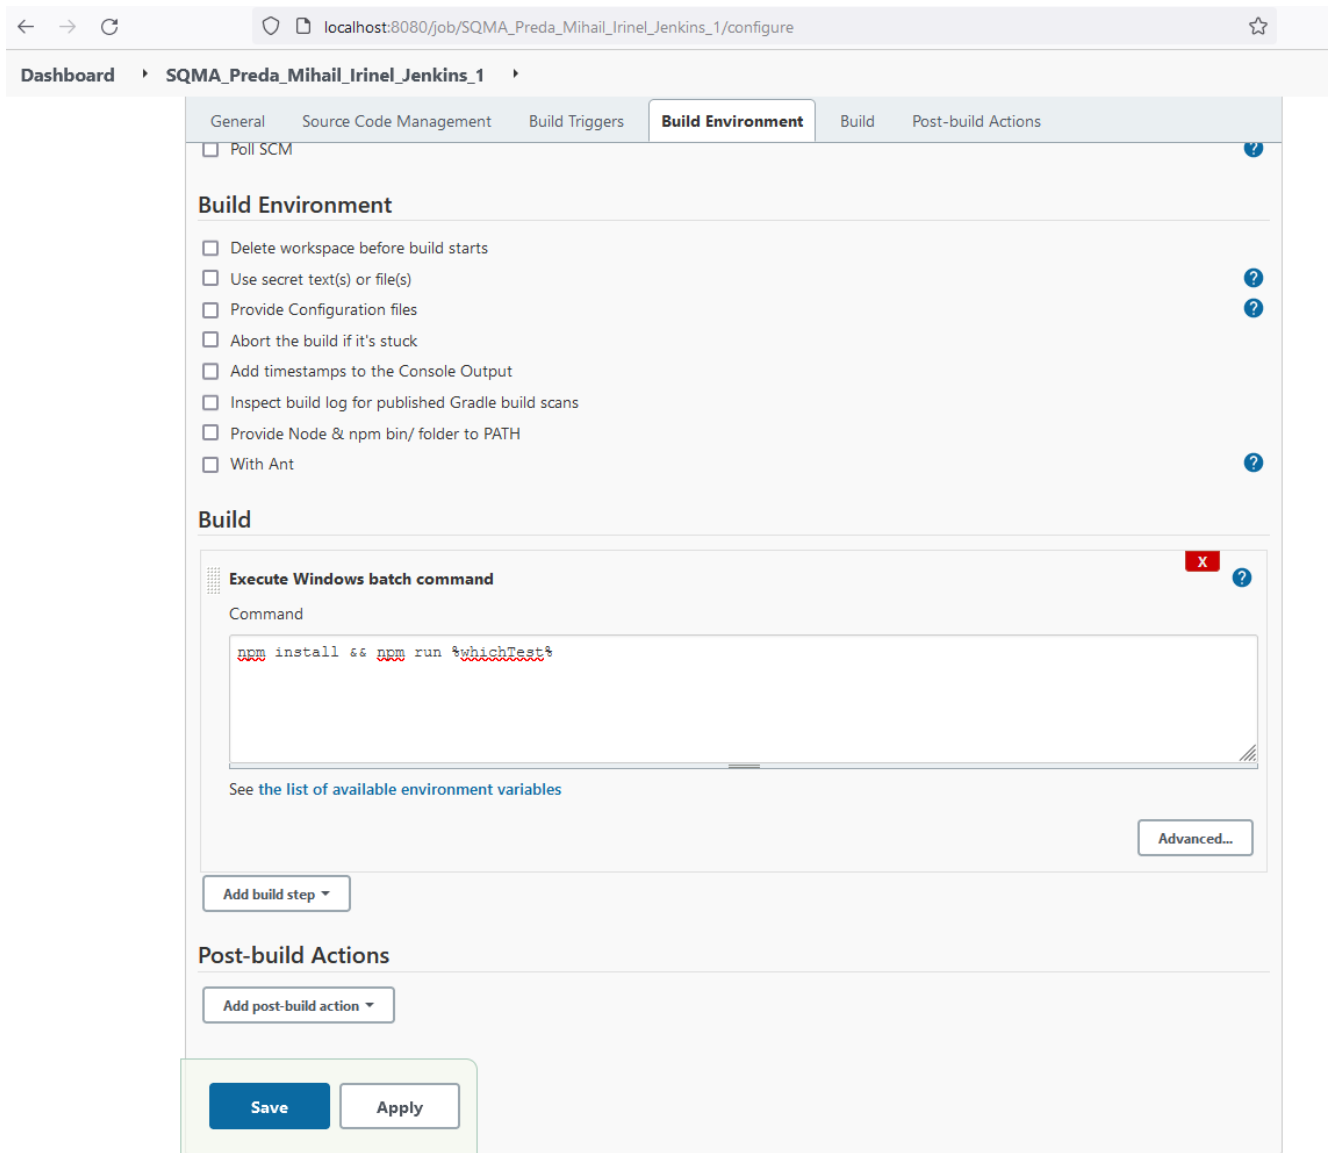 localhost:8080/job/SQMA_Preda_Mihail_Irinel_Jenkins_1/configure
Dashboard SQMA_Preda_Mihail_Irinel_Jenkins_1
General Source Code Management Build Triggers Build Environment Build Post-build Actions
Poll SCM ?
Build Environment
Delete workspace before build starts
Use secret text(s) or file(s) ?
Provide Configuration files ?
Abort the build if it's stuck
Add timestamps to the Console Output
Inspect build log for published Gradle build scans
Provide Node & npm bin/ folder to PATH
With Ant ?
Build
X
Execute Windows batch command ?
Command
npm install && npm run %whichTest%
See the list of available environment variables
Advanced...
Add build step
Post-build Actions
Add post-build action
Save Apply